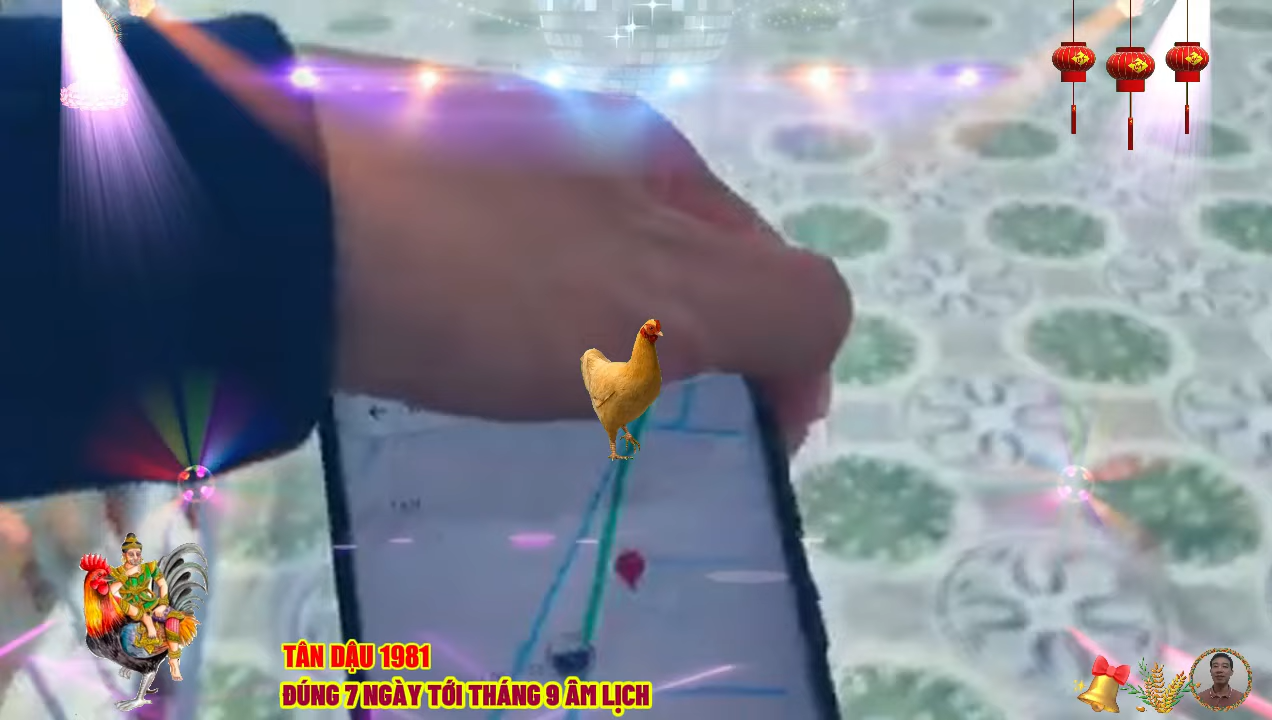 TÂN DẬU 1981
ĐÚNG 7 NGÀY TỚI THÁNG 9 ÂM LỊCH